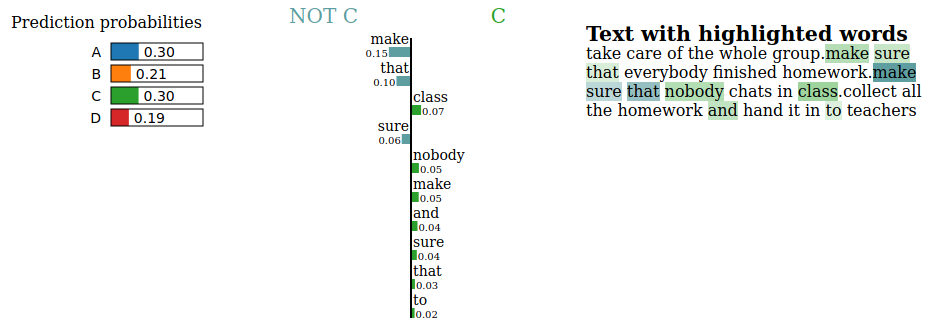 Prediction probabilities
A 0.30
B 0.21
C 0.30
D 0.19
NOT C C
make
0.15
that
0.10
class
0.07
sure
0.06
nobody
0.05
make
0.05
and
0.04
sure
0.04
that
0.03
to
0.02
Text with highlighted words
take care of the whole group.make sure
that everybody finished homework.make
sure that nobody chats in class.collect all
the homework and hand it in to teachers